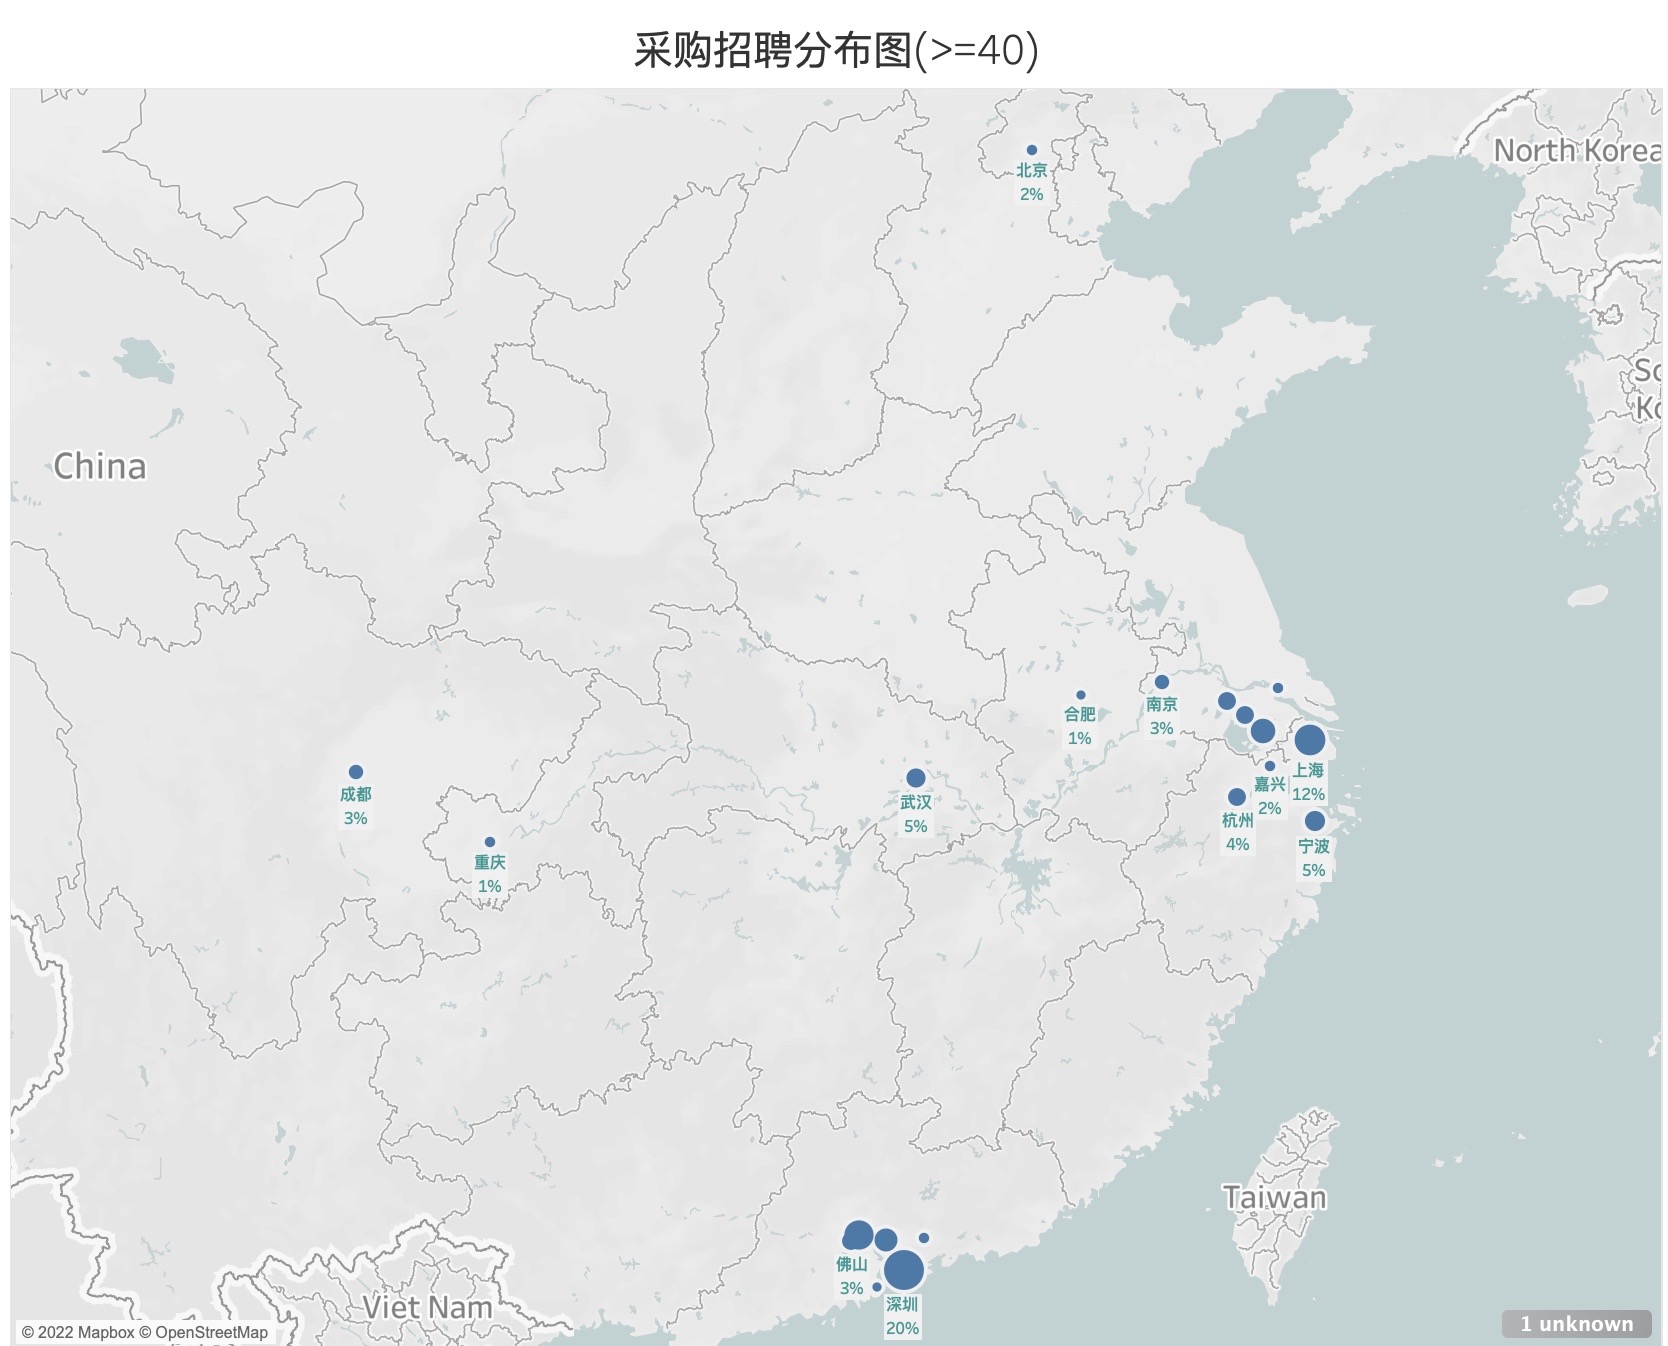 采购招聘分布图(>=40)
North Korea
北京
2%
China
南京
3%
合肥
1%
成都
3%
武汉
5%
上海
12%
嘉兴
2%
杭州
4%
宁波
5%
重庆
1%
Taiwan
佛山
3%
深圳
20%
Viet Nam
© 2022 Mapbox © OpenStreetMap
1 unknown